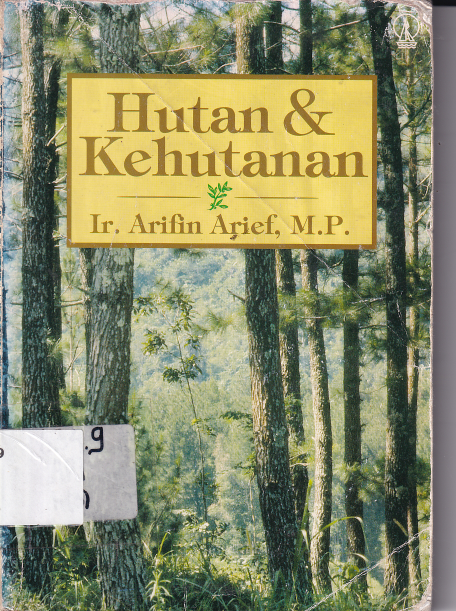 Hutan &
Kehutanan
Ir. Arifin Arief, M.P.